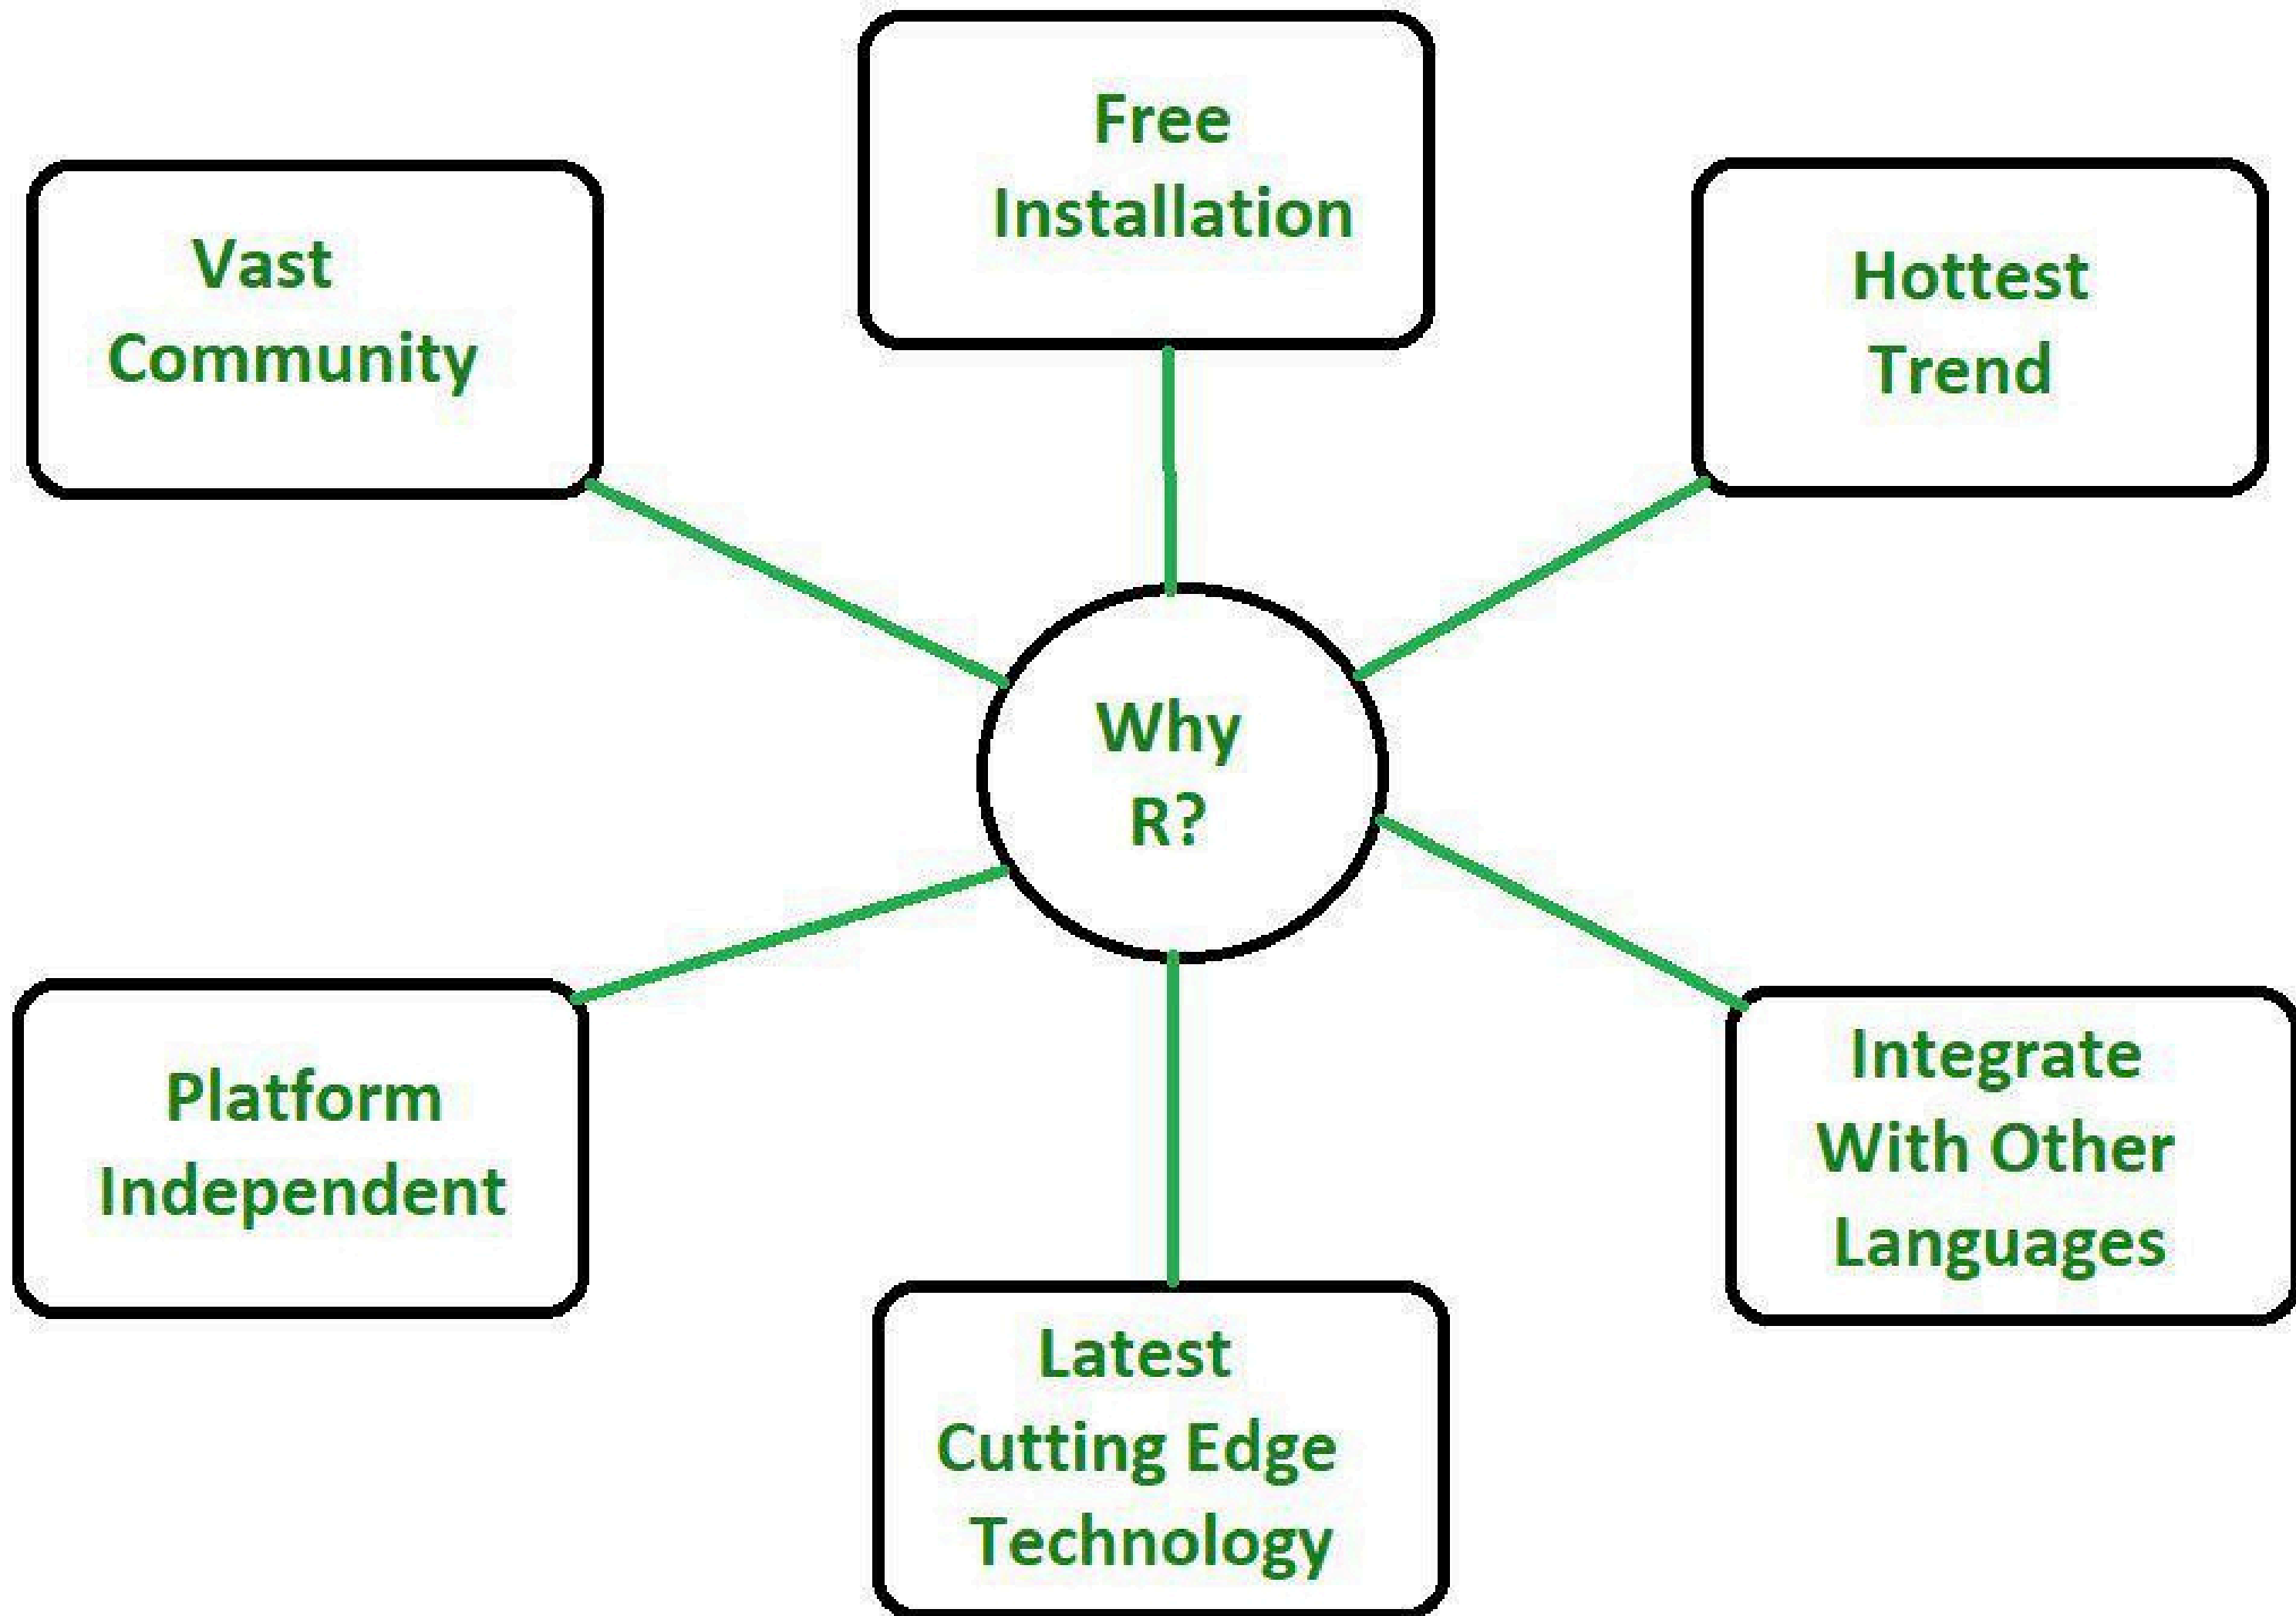 Free
Installation
Vast
Community
Hottest
Trend
Why
R?
Platform
Independent
Integrate
With Other
Languages
Latest
Cutting Edge
Technology